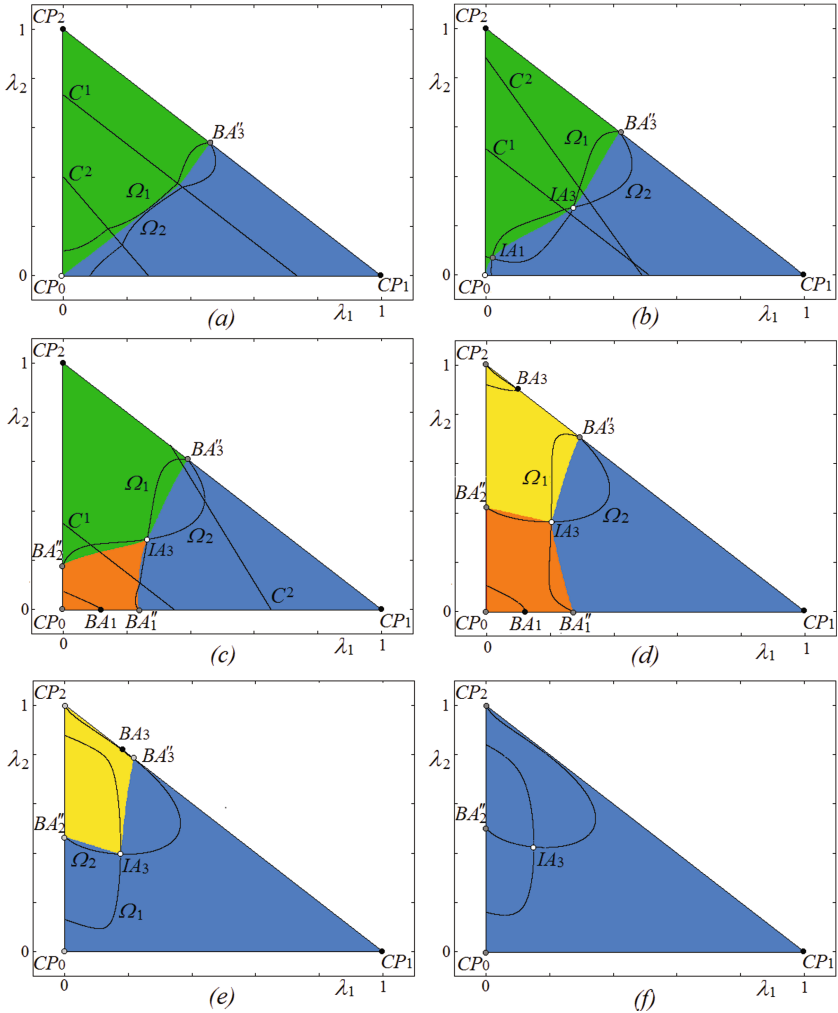 CP2
1
λ2
C1
BA″3
C2
Ω1
Ω2
0
CP0
0
(a)
λ1
1
CP1
CP2
1
λ2
C2
BA″3
C1
Ω1
IA3
Ω2
IA1
0
CP0
0
(b)
λ1
1
CP1
CP2
1
λ2
BA″3
Ω1
C1
Ω2
BA″2
IA3
C2
0
CP0
BA1
BA″1
CP1
0
(c)
λ1
1
CP2
1
BA3
λ2
BA″3
Ω1
BA″2
Ω2
IA3
0
CP0
BA1
BA″1
CP1
0
(d)
λ1
1
CP2
1
BA3
BA″3
λ2
BA″2
Ω2
IA3
Ω1
0
CP0
CP1
0
(e)
λ1
1
CP2
1
λ2
BA″2
IA3
0
CP0
CP1
0
(f)
λ1
1